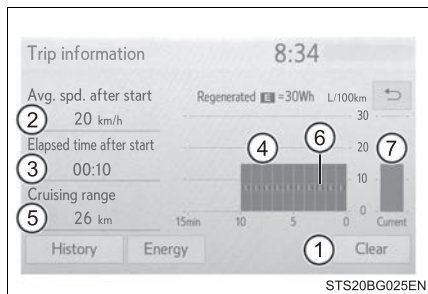 Trip information 8:34
Avg. spd. after start Regenerated E =30Wh L/100km
2 20 km/h 30
Elapsed time after start 4 6 20 7
3 00:10 10
Cruising range
5 26 km 15min 10 5 0 0 Current
History Energy 1 Clear
STS20BG025EN